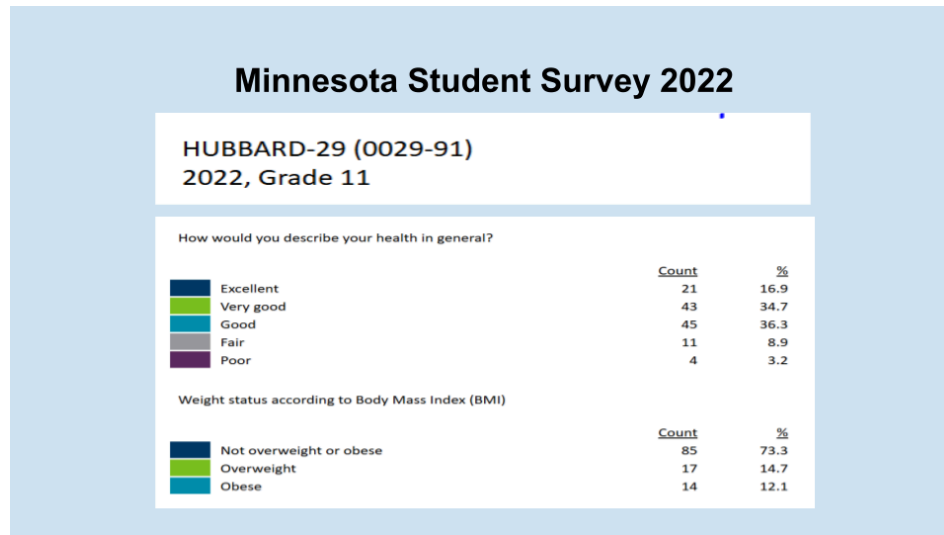 Minnesota Student Survey 2022
HUBBARD-29 (0029-91)
2022, Grade 11
How would you describe your health in general?
Count %
Excellent 21 16.9
Very good 43 34.7
Good 45 36.3
Fair 11 8.9
Poor 4 3.2
Weight status according to Body Mass Index (BMI)
Count %
Not overweight or obese 85 73.3
Overweight 17 14.7
Obese 14 12.1